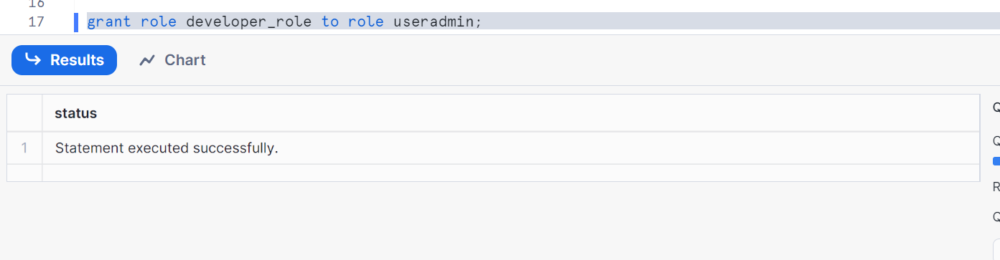 16
17 grant role developer_role to role useradmin;
Results Chart
status
1 Statement executed successfully.
Q
Q
R
Q